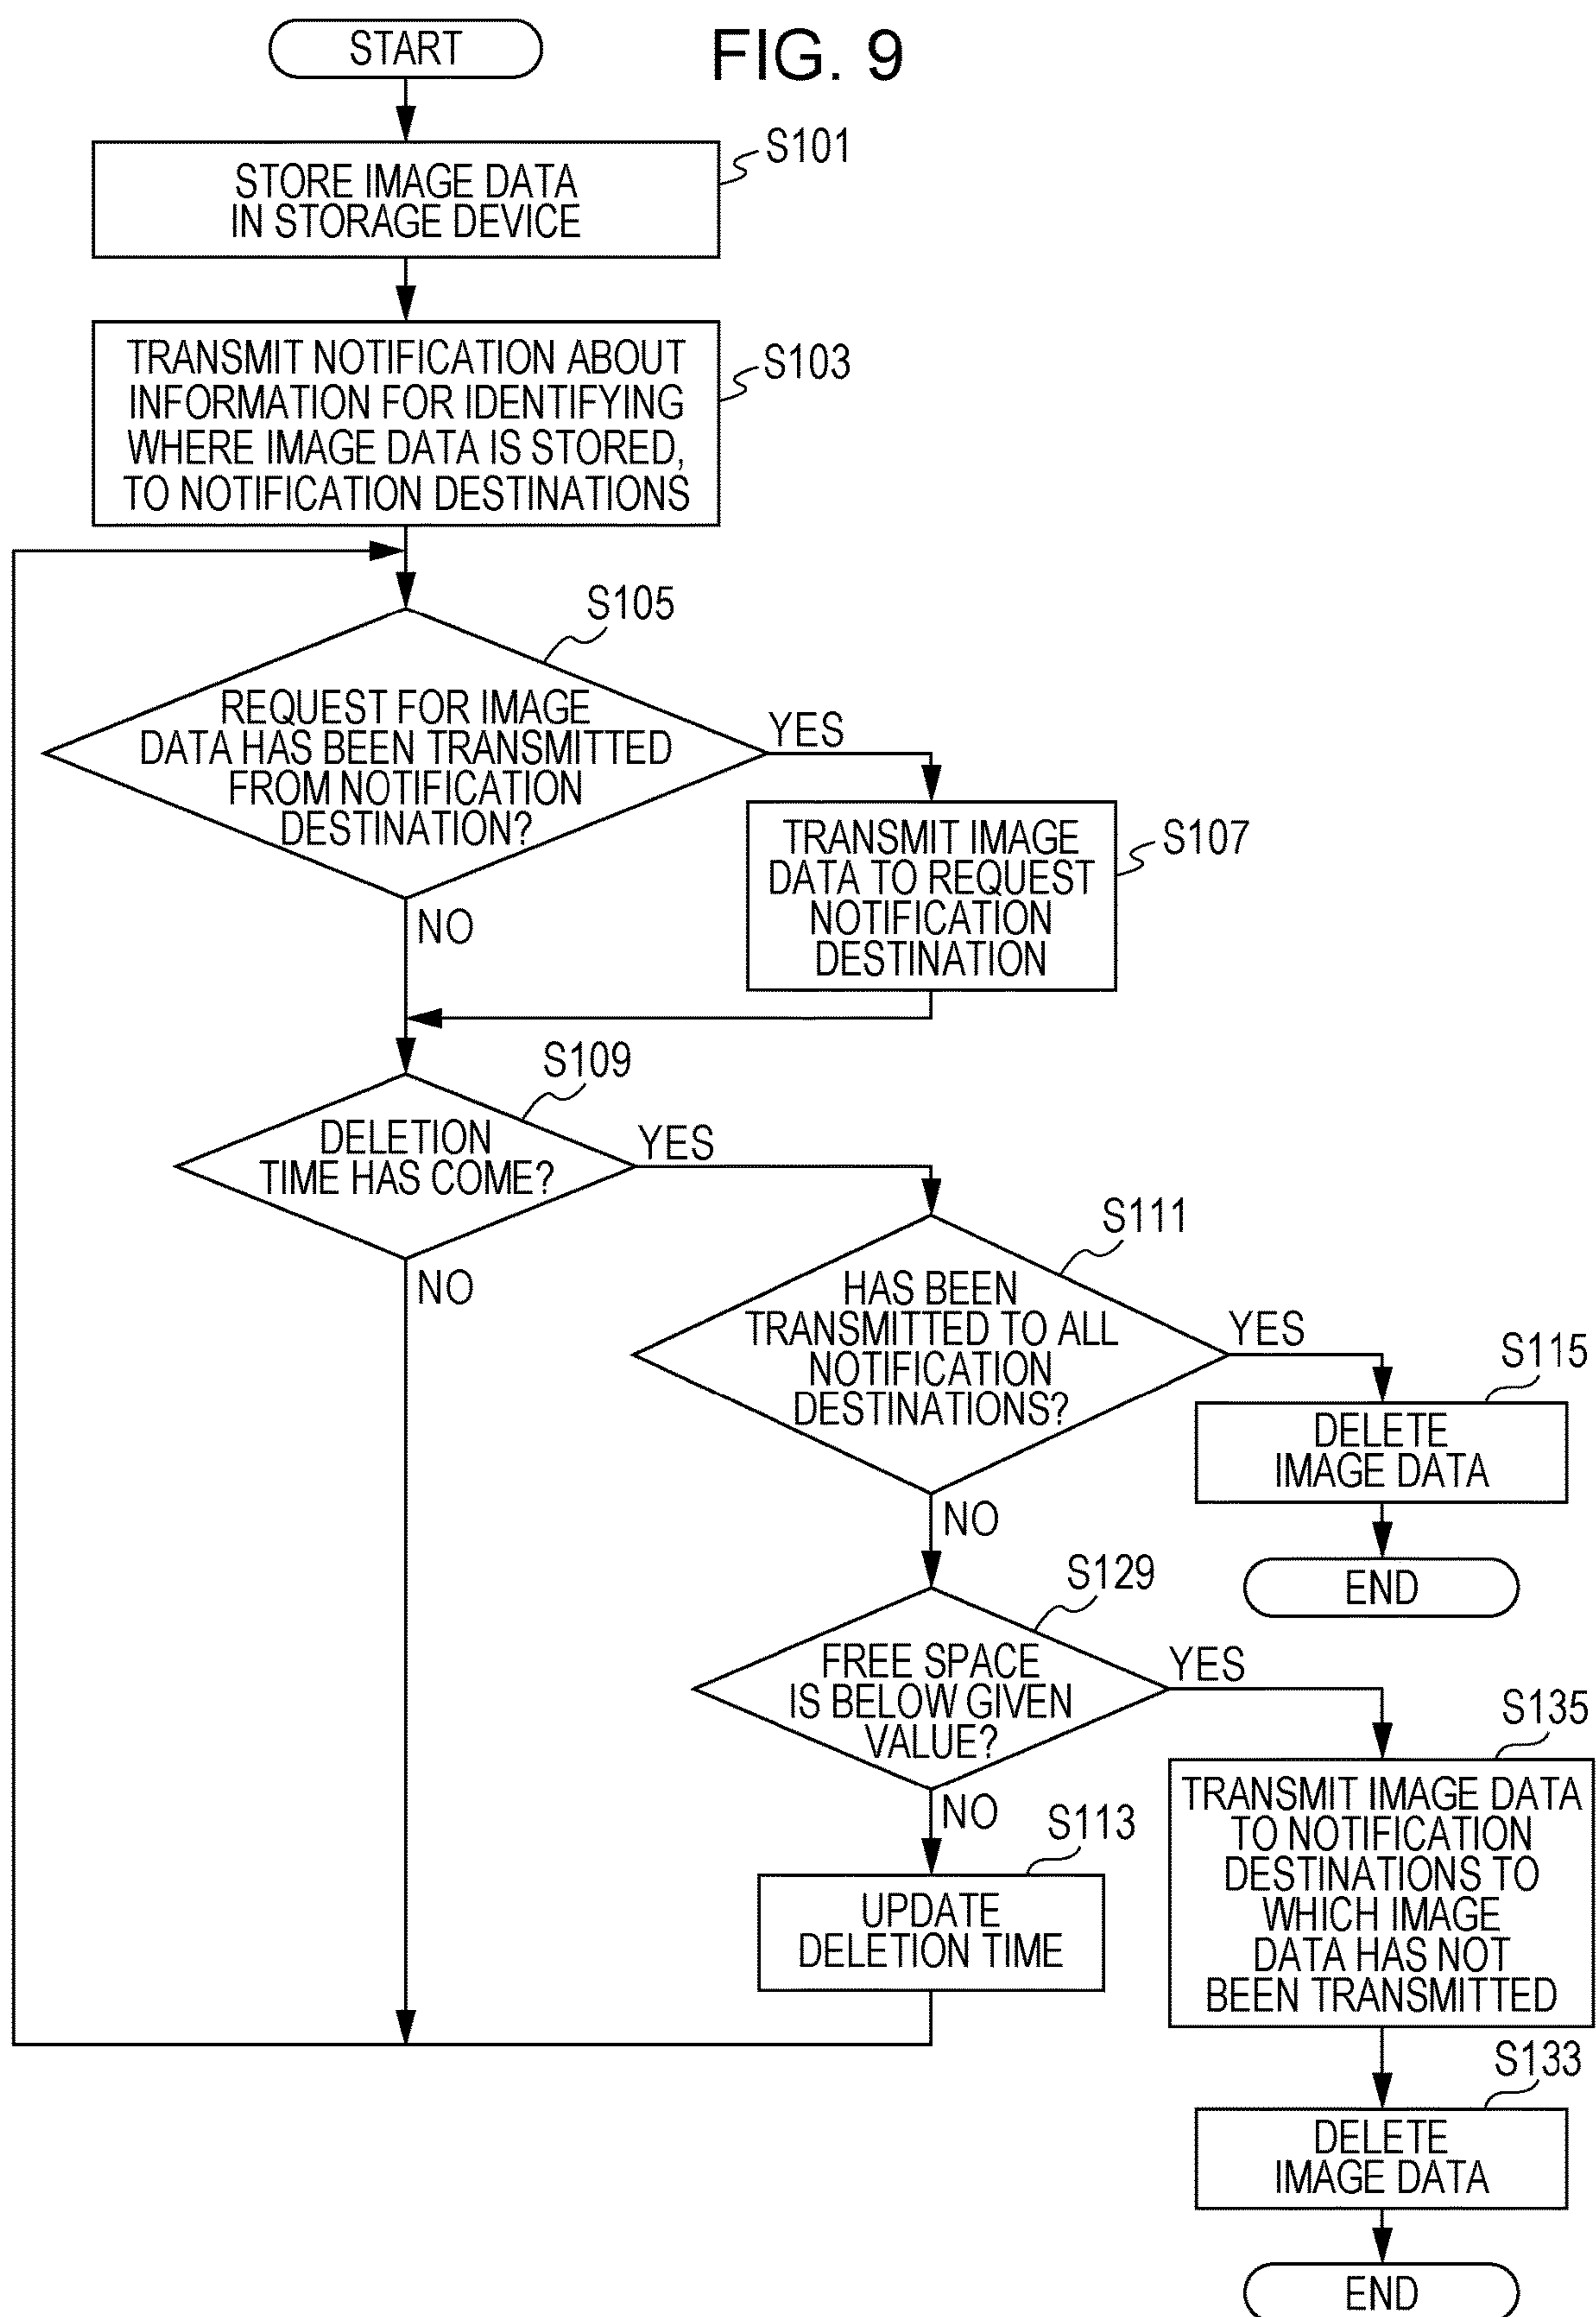 START
FIG. 9
S101
STORE IMAGE DATA
IN STORAGE DEVICE
S103
TRANSMIT NOTIFICATION ABOUT
INFORMATION FOR IDENTIFYING
WHERE IMAGE DATA IS STORED,
TO NOTIFICATION DESTINATIONS
S105
REQUEST FOR IMAGE
DATA HAS BEEN TRANSMITTED
FROM NOTIFICATION
DESTINATION?
YES
NO
S107
TRANSMIT IMAGE
DATA TO REQUEST
NOTIFICATION
DESTINATION
S109
DELETION
TIME HAS COME?
YES
NO
S111
HAS BEEN
TRANSMITTED TO ALL
NOTIFICATION
DESTINATIONS?
YES
NO
S115
DELETE
IMAGE DATA
END
S129
FREE SPACE
IS BELOW GIVEN
VALUE?
YES
NO
S113
UPDATE
DELETION TIME
S135
TRANSMIT IMAGE DATA
TO NOTIFICATION
DESTINATIONS TO
WHICH IMAGE
DATA HAS NOT
BEEN TRANSMITTED
S133
DELETE
IMAGE DATA
END